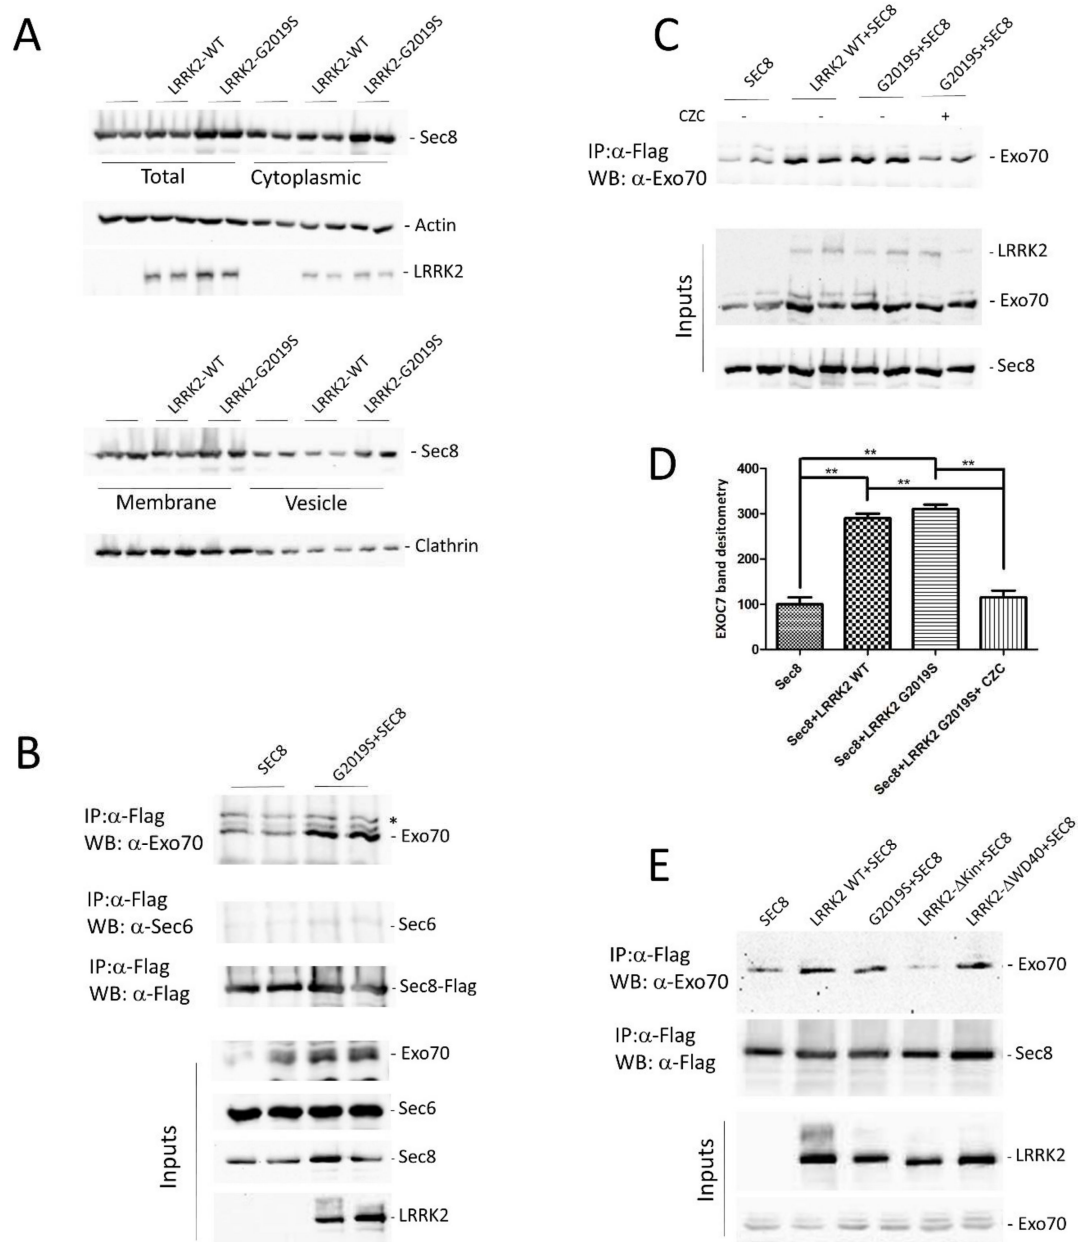 A
LRRK2-WT
LRRK2-G2019S
LRRK2-WT
LRRK2-G2019S
- Sec8
Total
Cytoplasmic
- Actin
- LRRK2
LRRK2-WT
LRRK2-G2019S
LRRK2-WT
LRRK2-G2019S
- Sec8
Membrane
Vesicle
- Clathrin
B
SEC8
G2019S+SEC8
IP:α-Flag
WB: α-Exo70
*
- Exo70
IP:α-Flag
WB: α-Sec6
- Sec6
IP:α-Flag
WB: α-Flag
- Sec8-Flag
Inputs
- Exo70
- Sec6
- Sec8
- LRRK2
C
SEC8
LRRK2 WT+SEC8
G2019S+SEC8
G2019S+SEC8
CZC - - - +
IP:α-Flag
WB: α-Exo70
- Exo70
Inputs
- LRRK2
- Exo70
- Sec8
D
EXOC7 band desitometry
400
300
200
100
0
**
**
**
**
Sec8
Sec8+LRRK2 WT
Sec8+LRRK2 G2019S
Sec8+LRRK2 G2019S+ CZC
E
SEC8
LRRK2 WT+SEC8
G2019S+SEC8
LRRK2-ΔKin+SEC8
LRRK2-ΔWD40+SEC8
IP:α-Flag
WB: α-Exo70
- Exo70
IP:α-Flag
WB: α-Flag
- Sec8
Inputs
- LRRK2
- Exo70